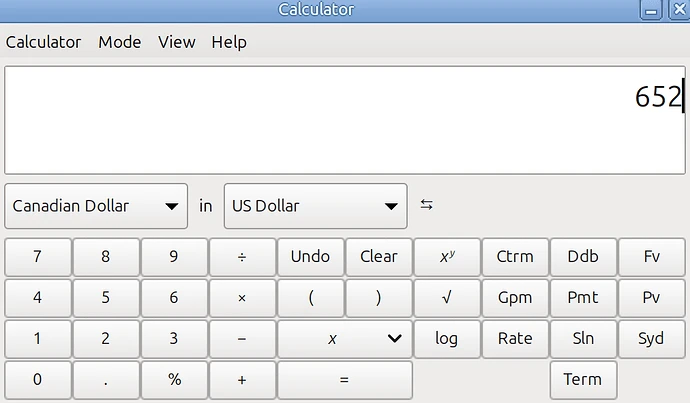 Calculator
Calculator Mode View Help
652
Canadian Dollar in US Dollar ⇆
7 8 9 ÷ Undo Clear xʸ Ctrm Ddb Fv
4 5 6 × ( ) √ Gpm Pmt Pv
1 2 3 − x log Rate Sln Syd
0 . % + = Term